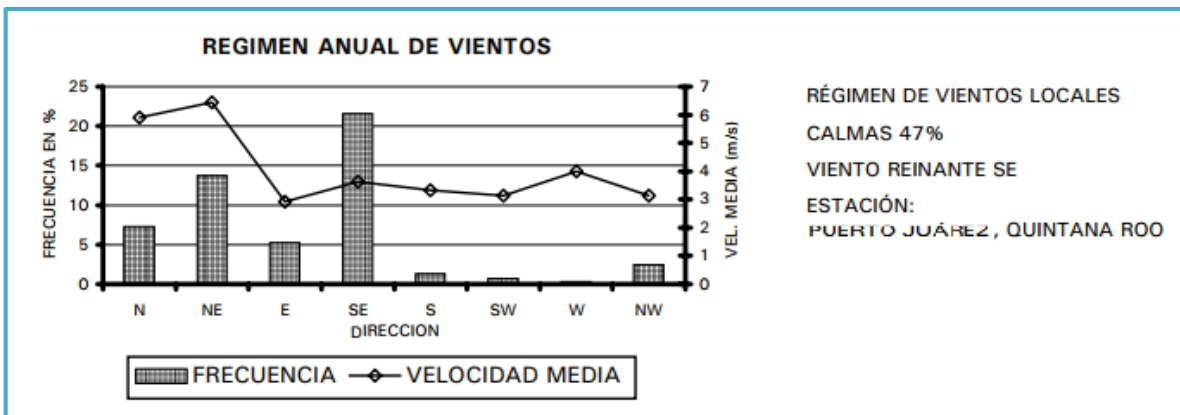 REGIMEN ANUAL DE VIENTOS
FRECUENCIA EN %
25
20
15
10
5
0
7
6
5
4
3
2
1
0
VEL. MEDIA (m/s)
N NE E SE S SW W NW
DIRECCION
FRECUENCIA VELOCIDAD MEDIA
RÉGIMEN DE VIENTOS LOCALES
CALMAS 47%
VIENTO REINANTE SE
ESTACIÓN:
PUERTO JUÁREZ, QUINTANA ROO